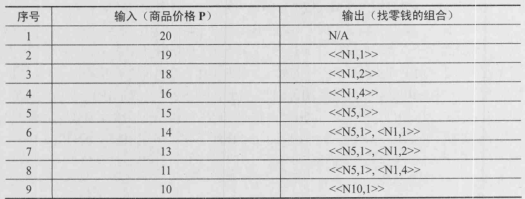 序号 输入（商品价格 P） 输出（找零钱的组合）
1 20 N/A
2 19 <<N1,1>>
3 18 <<N1,2>>
4 16 <<N1,4>>
5 15 <<N5,1>>
6 14 <<N5,1>, <N1,1>>
7 13 <<N5,1>, <N1,2>>
8 11 <<N5,1>, <N1,4>>
9 10 <<N10,1>>